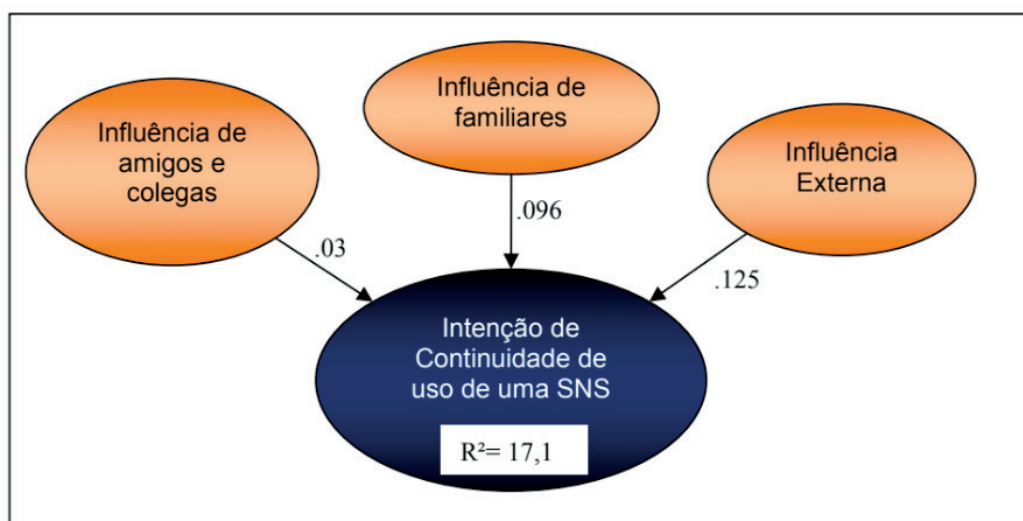 Influência de
amigos e
colegas
Influência de
familiares
Influência
Externa
.03
.096
.125
Intenção de
Continuidade de
uso de uma SNS
R²= 17,1